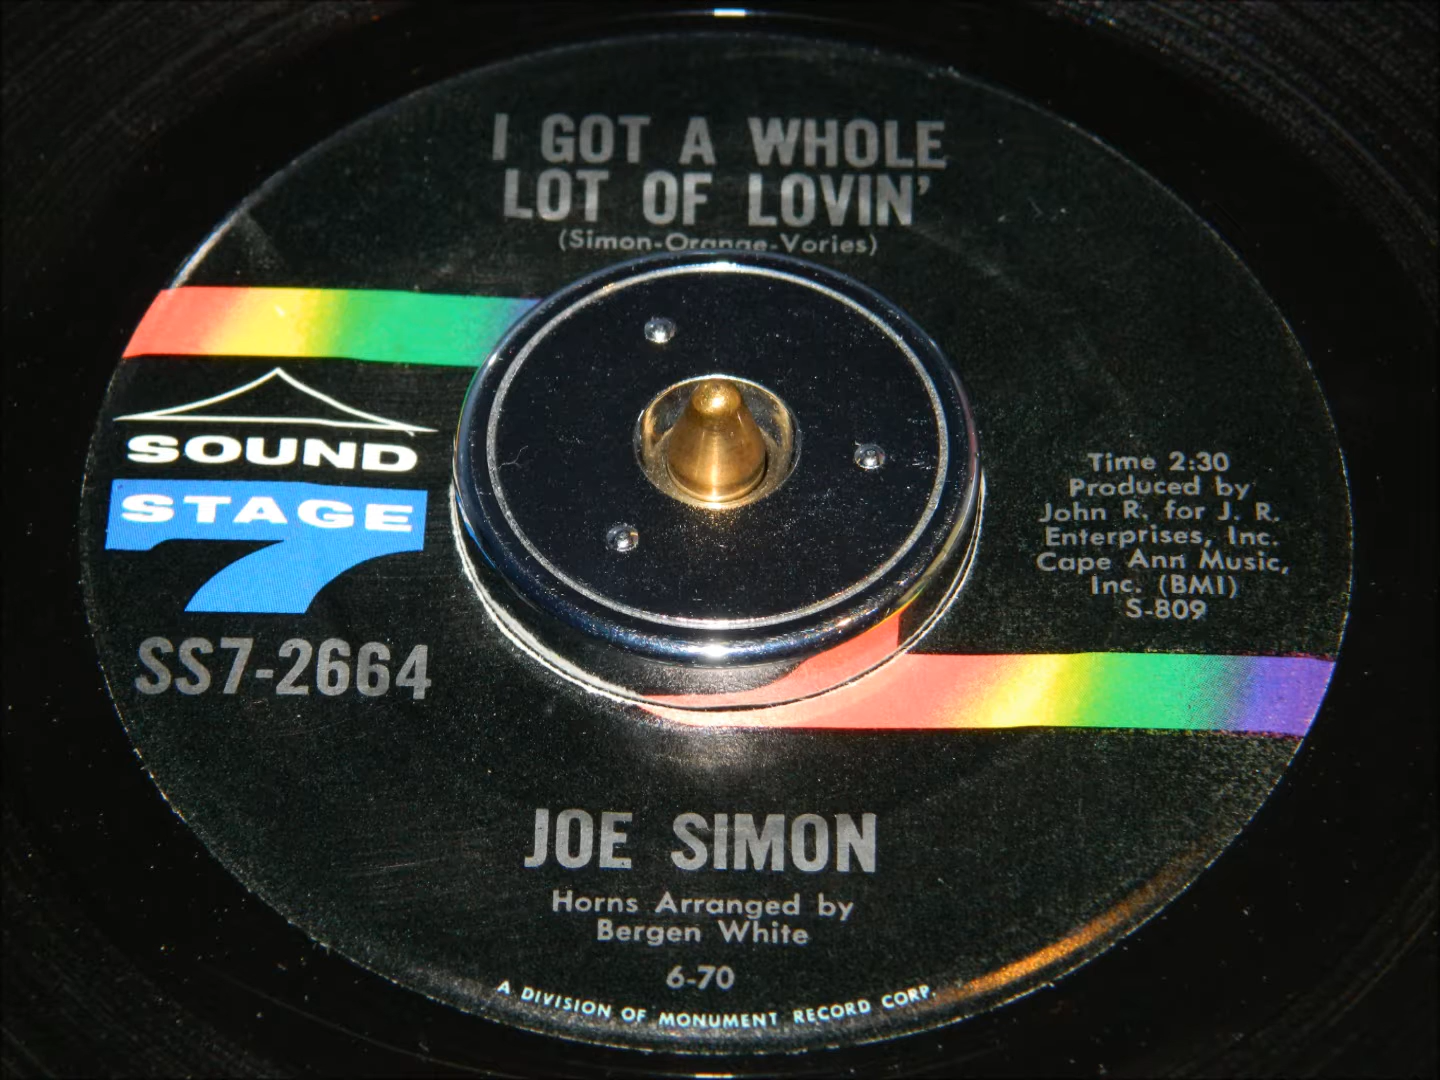 I GOT A WHOLE
LOT OF LOVIN'
(Simon-Orange-Vories)
SOUND
STAGE
7
SS7-2664
Time 2:30
Produced by
John R. for J. R.
Enterprises, Inc.
Cape Ann Music,
Inc. (BMI)
S-809
JOE SIMON
Horns Arranged by
Bergen White
6-70
A DIVISION OF MONUMENT RECORD CORP.